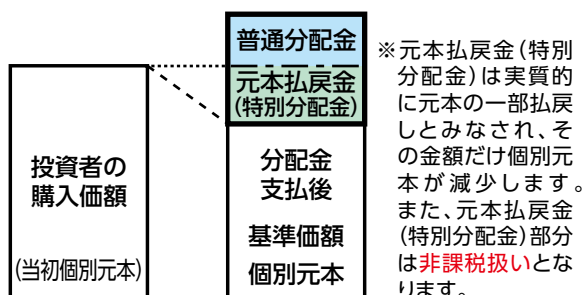 普通分配金
元本払戻金
(特別分配金)
投資者の
購入価額
(当初個別元本)
分配金
支払後
基準価額
個別元本
※元本払戻金(特別
分配金)は実質的
に元本の一部払戻
しとみなされ、そ
の金額だけ個別元
本が減少します。
また、元本払戻金
(特別分配金)部分
は非課税扱いとな
ります。